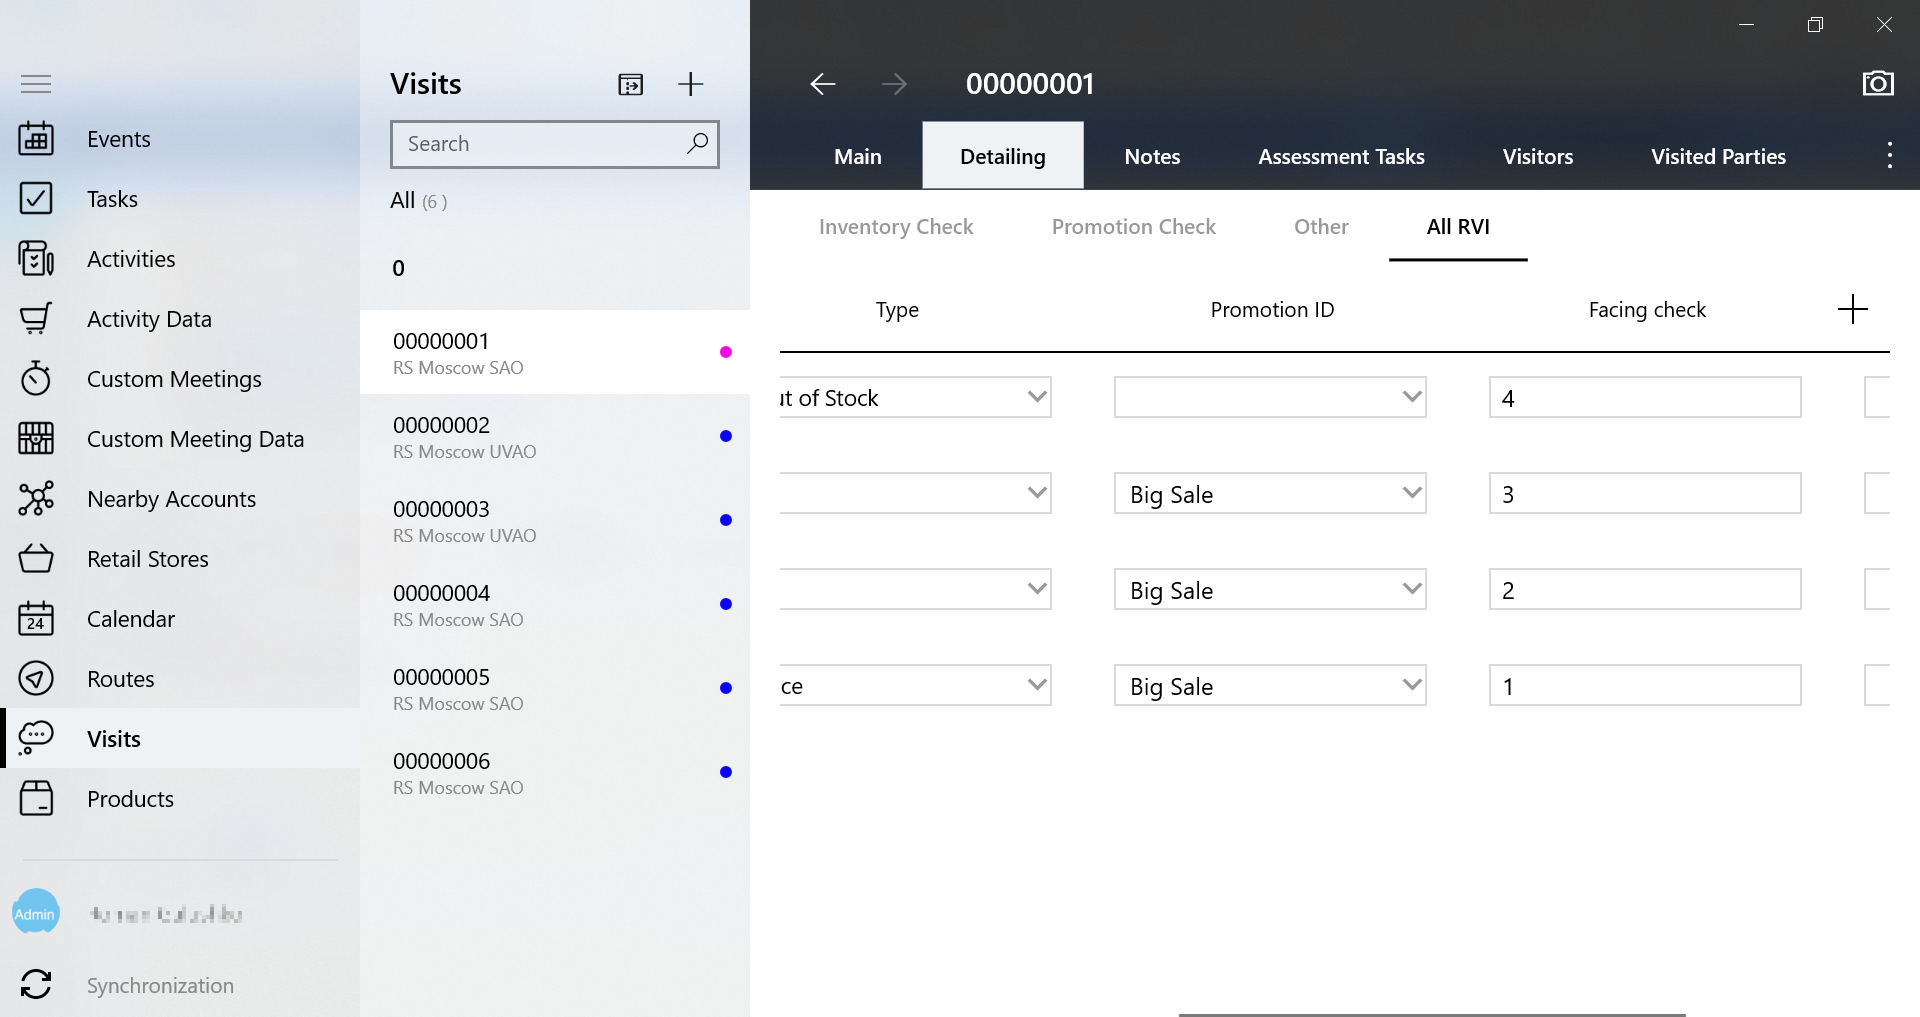 Events
Tasks
Activities
Activity Data
Custom Meetings
Custom Meeting Data
Nearby Accounts
Retail Stores
24
Calendar
Routes
Visits
Products
Admin
Synchronization
Visits
Search
All (6 )
0
00000001
RS Moscow SAO
00000002
RS Moscow UVAO
00000003
RS Moscow UVAO
00000004
RS Moscow SAO
00000005
RS Moscow SAO
00000006
RS Moscow SAO
00000001
Main Detailing Notes Assessment Tasks Visitors Visited Parties
Inventory Check Promotion Check Other All RVI
Type Promotion ID Facing check
ut of Stock 4
Big Sale 3
Big Sale 2
ce Big Sale 1